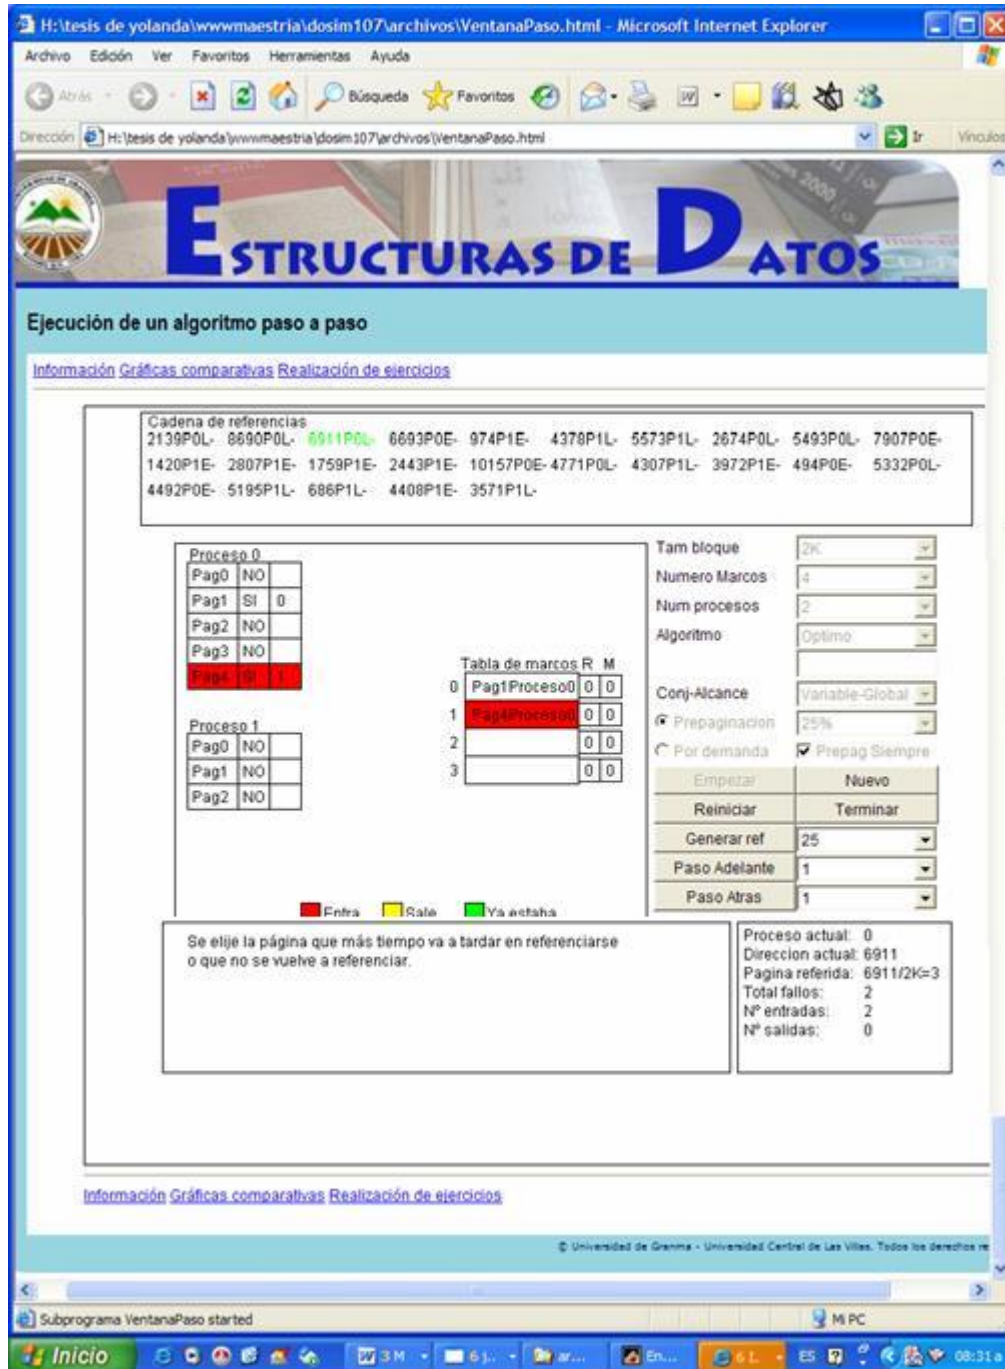 H:\tesis de yolanda\wwwmaestria\dosim107\archivos\VentanaPaso.html - Microsoft Internet Explorer
Archivo Edición Ver Favoritos Herramientas Ayuda
Atrás Búsqueda Favoritos
Dirección H:\tesis de yolanda\wwwmaestria\dosim107\archivos\VentanaPaso.html Ir Vínculos
ESTRUCTURAS DE DATOS
Ejecución de un algoritmo paso a paso
Información Gráficas comparativas Realización de ejercicios
Cadena de referencias
2139P0L- 8690P0L- 6911P0L- 6693P0E- 974P1E- 4378P1L- 5573P1L- 2674P0L- 5493P0L- 7907P0E-
1420P1E- 2807P1E- 1759P1E- 2443P1E- 10157P0E- 4771P0L- 4307P1L- 3972P1E- 494P0E- 5332P0L-
4492P0E- 5195P1L- 686P1L- 4408P1E- 3571P1L-
Proceso 0
Pag0 NO
Pag1 SI 0
Pag2 NO
Pag3 NO
Pag4 SI 1
Proceso 1
Pag0 NO
Pag1 NO
Pag2 NO
Tabla de marcos R M
0 Pag1Proceso0 0 0
1 Pag4Proceso0 0 0
2 0 0
3 0 0
Entra Sale Ya estaba
Tam bloque 2K
Numero Marcos 4
Num procesos 2
Algoritmo Optimo
Conj-Alcance Variable-Global
Prepaginacion 25%
Por demanda Prepag Siempre
Empezar Nuevo
Reiniciar Terminar
Generar ref 25
Paso Adelante 1
Paso Atras 1
Se elije la página que más tiempo va a tardar en referenciarse
o que no se vuelve a referenciar.
Proceso actual: 0
Direccion actual: 6911
Pagina referida: 6911/2K=3
Total fallos: 2
Nº entradas: 2
Nº salidas: 0
Información Gráficas comparativas Realización de ejercicios
© Universidad de Granma - Universidad Central de Las Villas. Todos los derechos re
Subprograma VentanaPaso started Mi PC
Inicio 3 M 6 j.. ar... En... 6 I. ES 08:31